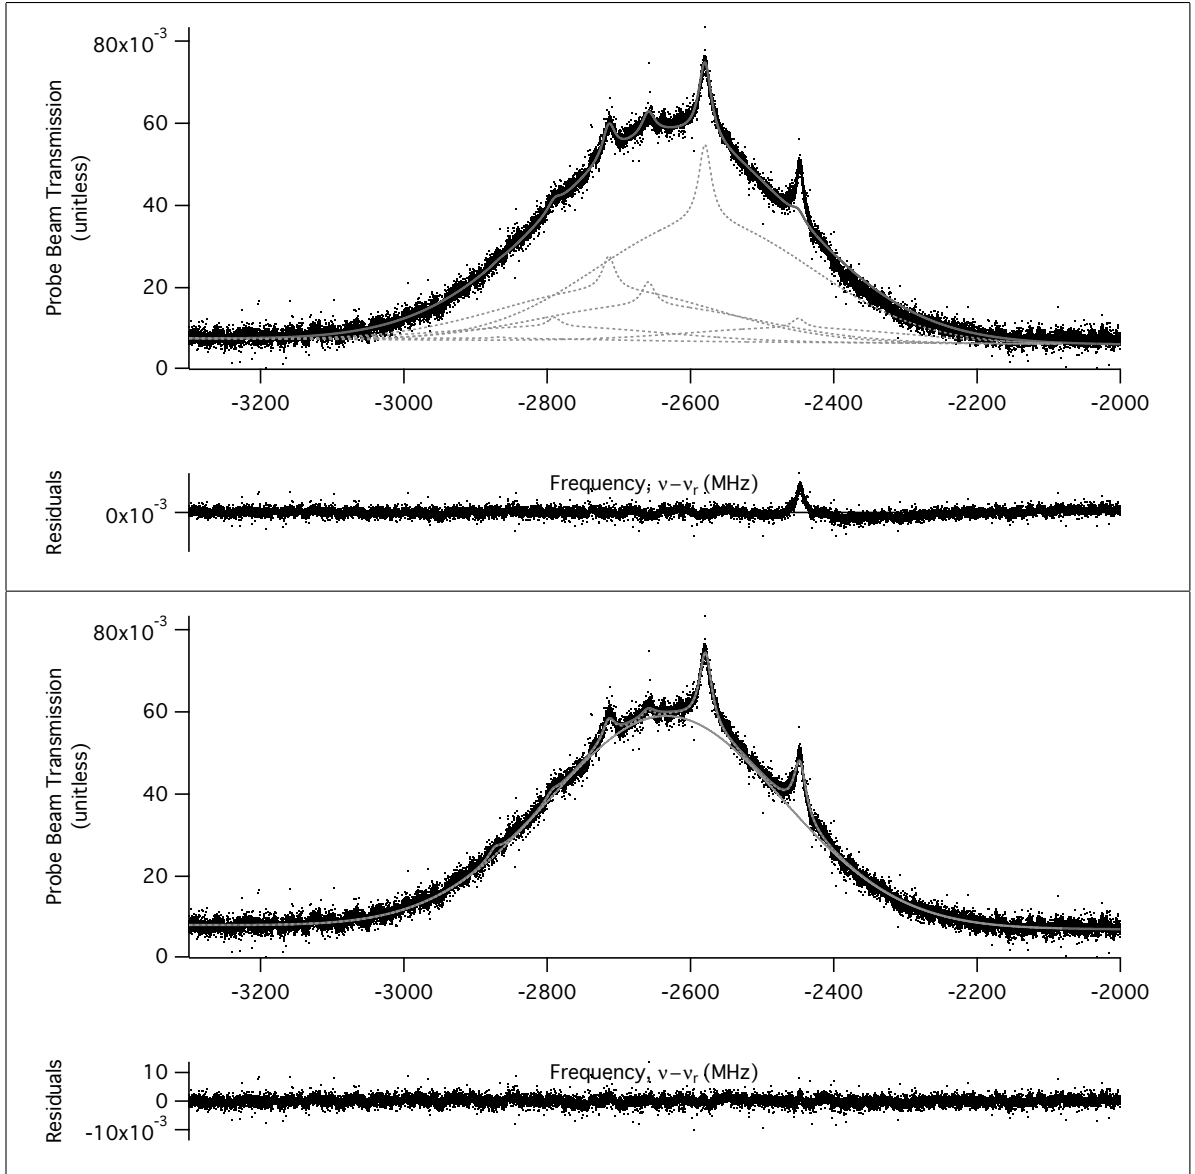 80x10-3
60
40
20
0
Probe Beam Transmission
(unitless)
-3200 -3000 -2800 -2600 -2400 -2200 -2000
Frequency, ν−νr (MHz)
Residuals
0x10-3
80x10-3
60
40
20
0
Probe Beam Transmission
(unitless)
-3200 -3000 -2800 -2600 -2400 -2200 -2000
Frequency, ν−νr (MHz)
Residuals
10
0
-10x10-3